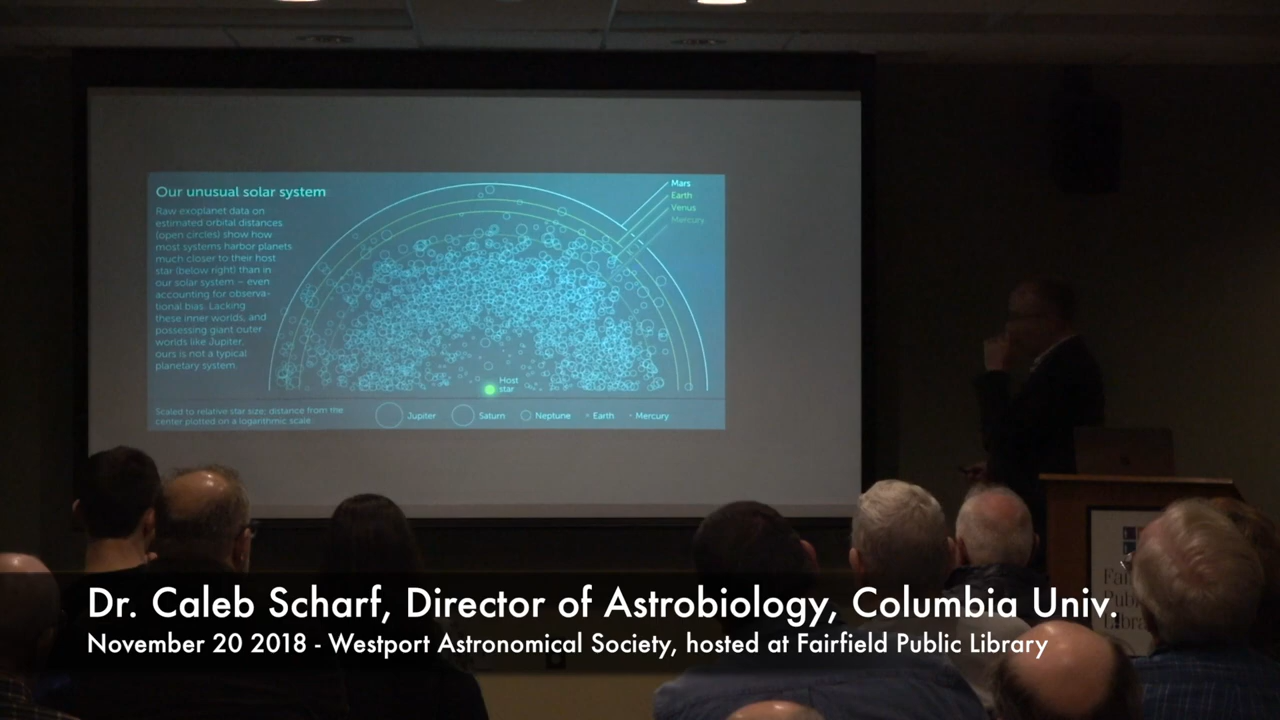 Our unusual solar system
Raw exoplanet data on
estimated orbital distances
(open circles) show how
most systems harbor planets
much closer to their host
star (below right) than in
our solar system – even
accounting for observa-
tional bias. Lacking
these inner worlds, and
possessing giant outer
worlds like Jupiter,
ours is not a typical
planetary system.
Mars
Earth
Venus
Mercury
Host
star
Scaled to relative star size; distance from the
center plotted on a logarithmic scale
Jupiter
Saturn
Neptune
Earth
Mercury
Dr. Caleb Scharf, Director of Astrobiology, Columbia Univ.
November 20 2018 - Westport Astronomical Society, hosted at Fairfield Public Library